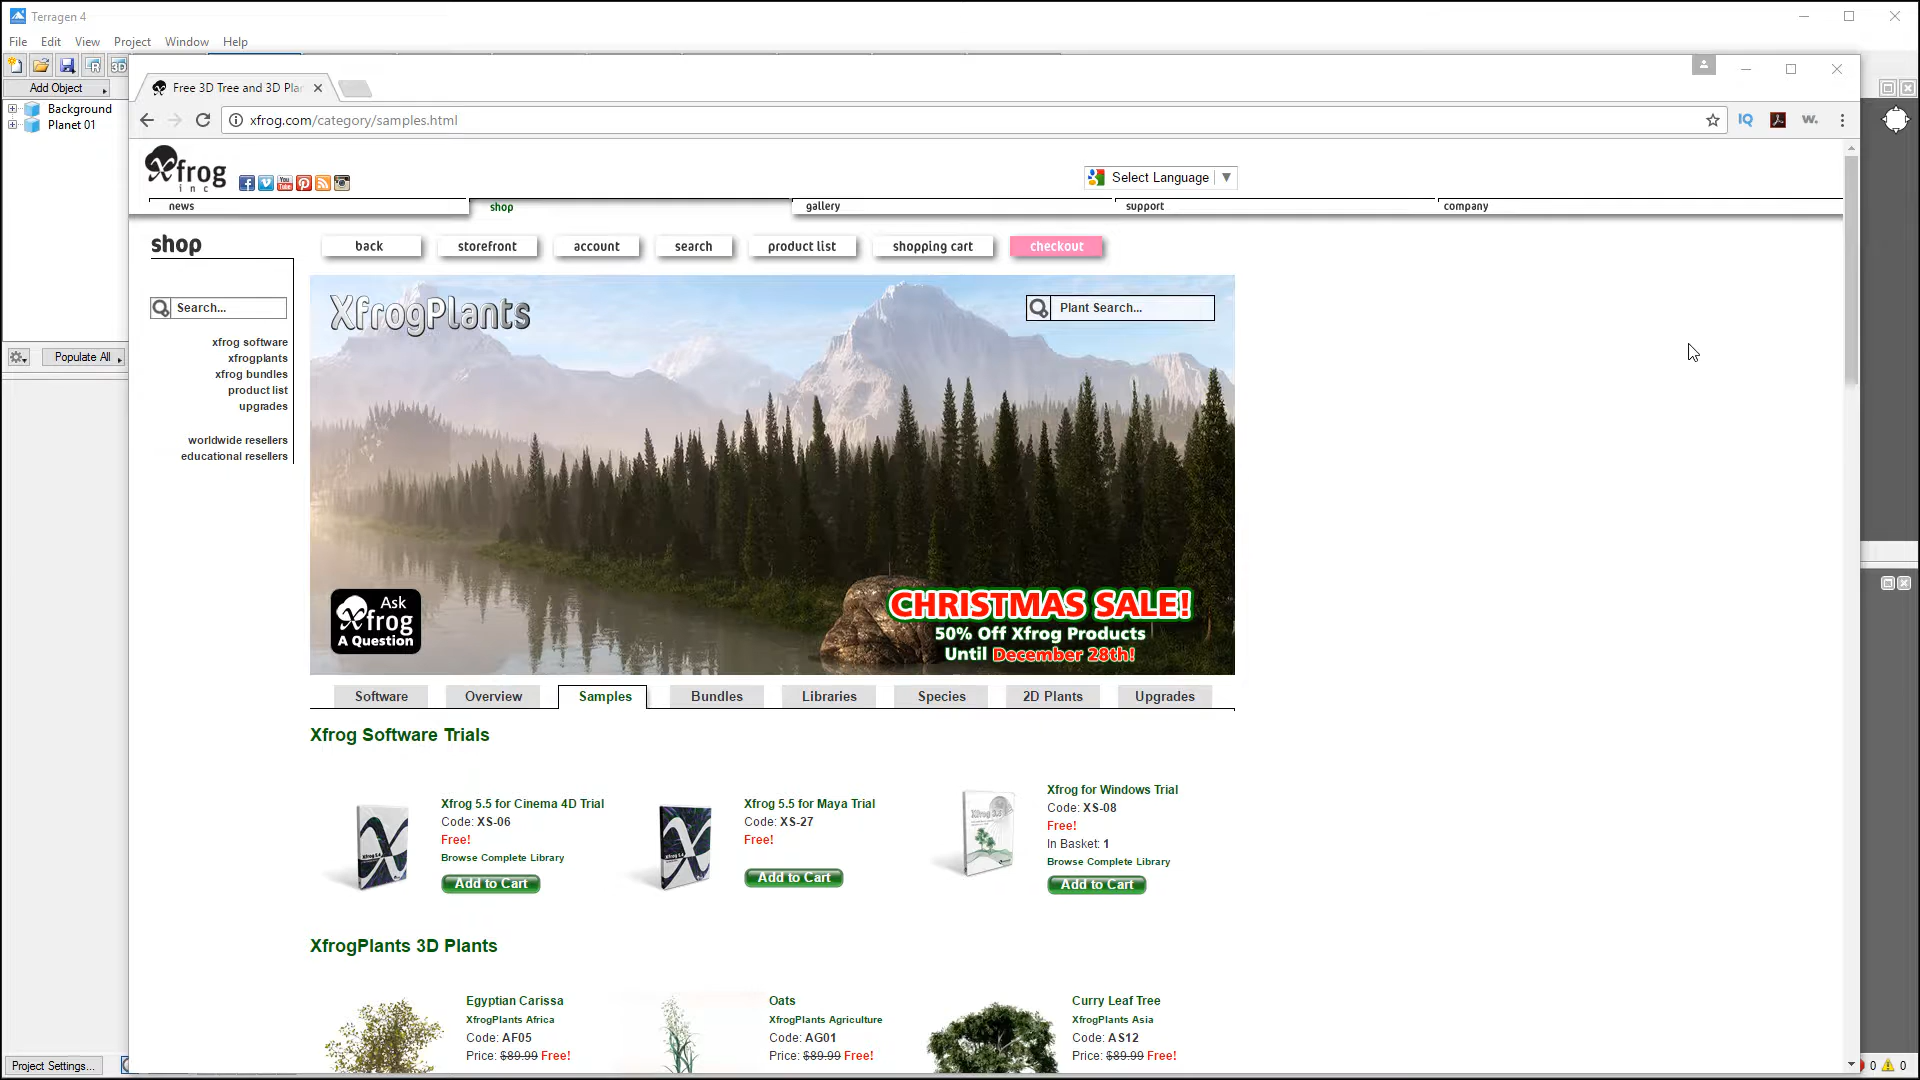 Terragen 4
File Edit View Project Window Help
Add Object
Background
Planet 01
Populate All
Project Settings...
0 0
Free 3D Tree and 3D Plan
xfrog.com/category/samples.html
IQ
w.
xfrog
inc
You Tube
Select Language ▼
news shop gallery support company
shop
back storefront account search product list shopping cart checkout
Search...
xfrog software
xfrogplants
xfrog bundles
product list
upgrades
worldwide resellers
educational resellers
XfrogPlants
Plant Search...
Ask
xfrog
A Question
CHRISTMAS SALE!
50% Off Xfrog Products
Until December 28th!
Software Overview Samples Bundles Libraries Species 2D Plants Upgrades
Xfrog Software Trials
Xfrog 5.5 for Cinema 4D Trial
Code: XS-06
Free!
Browse Complete Library
Add to Cart
Xfrog 5.5 for Maya Trial
Code: XS-27
Free!
Add to Cart
Xfrog for Windows Trial
Code: XS-08
Free!
In Basket: 1
Browse Complete Library
Add to Cart
XfrogPlants 3D Plants
Egyptian Carissa
XfrogPlants Africa
Code: AF05
Price: $89.99 Free!
Oats
XfrogPlants Agriculture
Code: AG01
Price: $89.99 Free!
Curry Leaf Tree
XfrogPlants Asia
Code: AS12
Price: $89.99 Free!